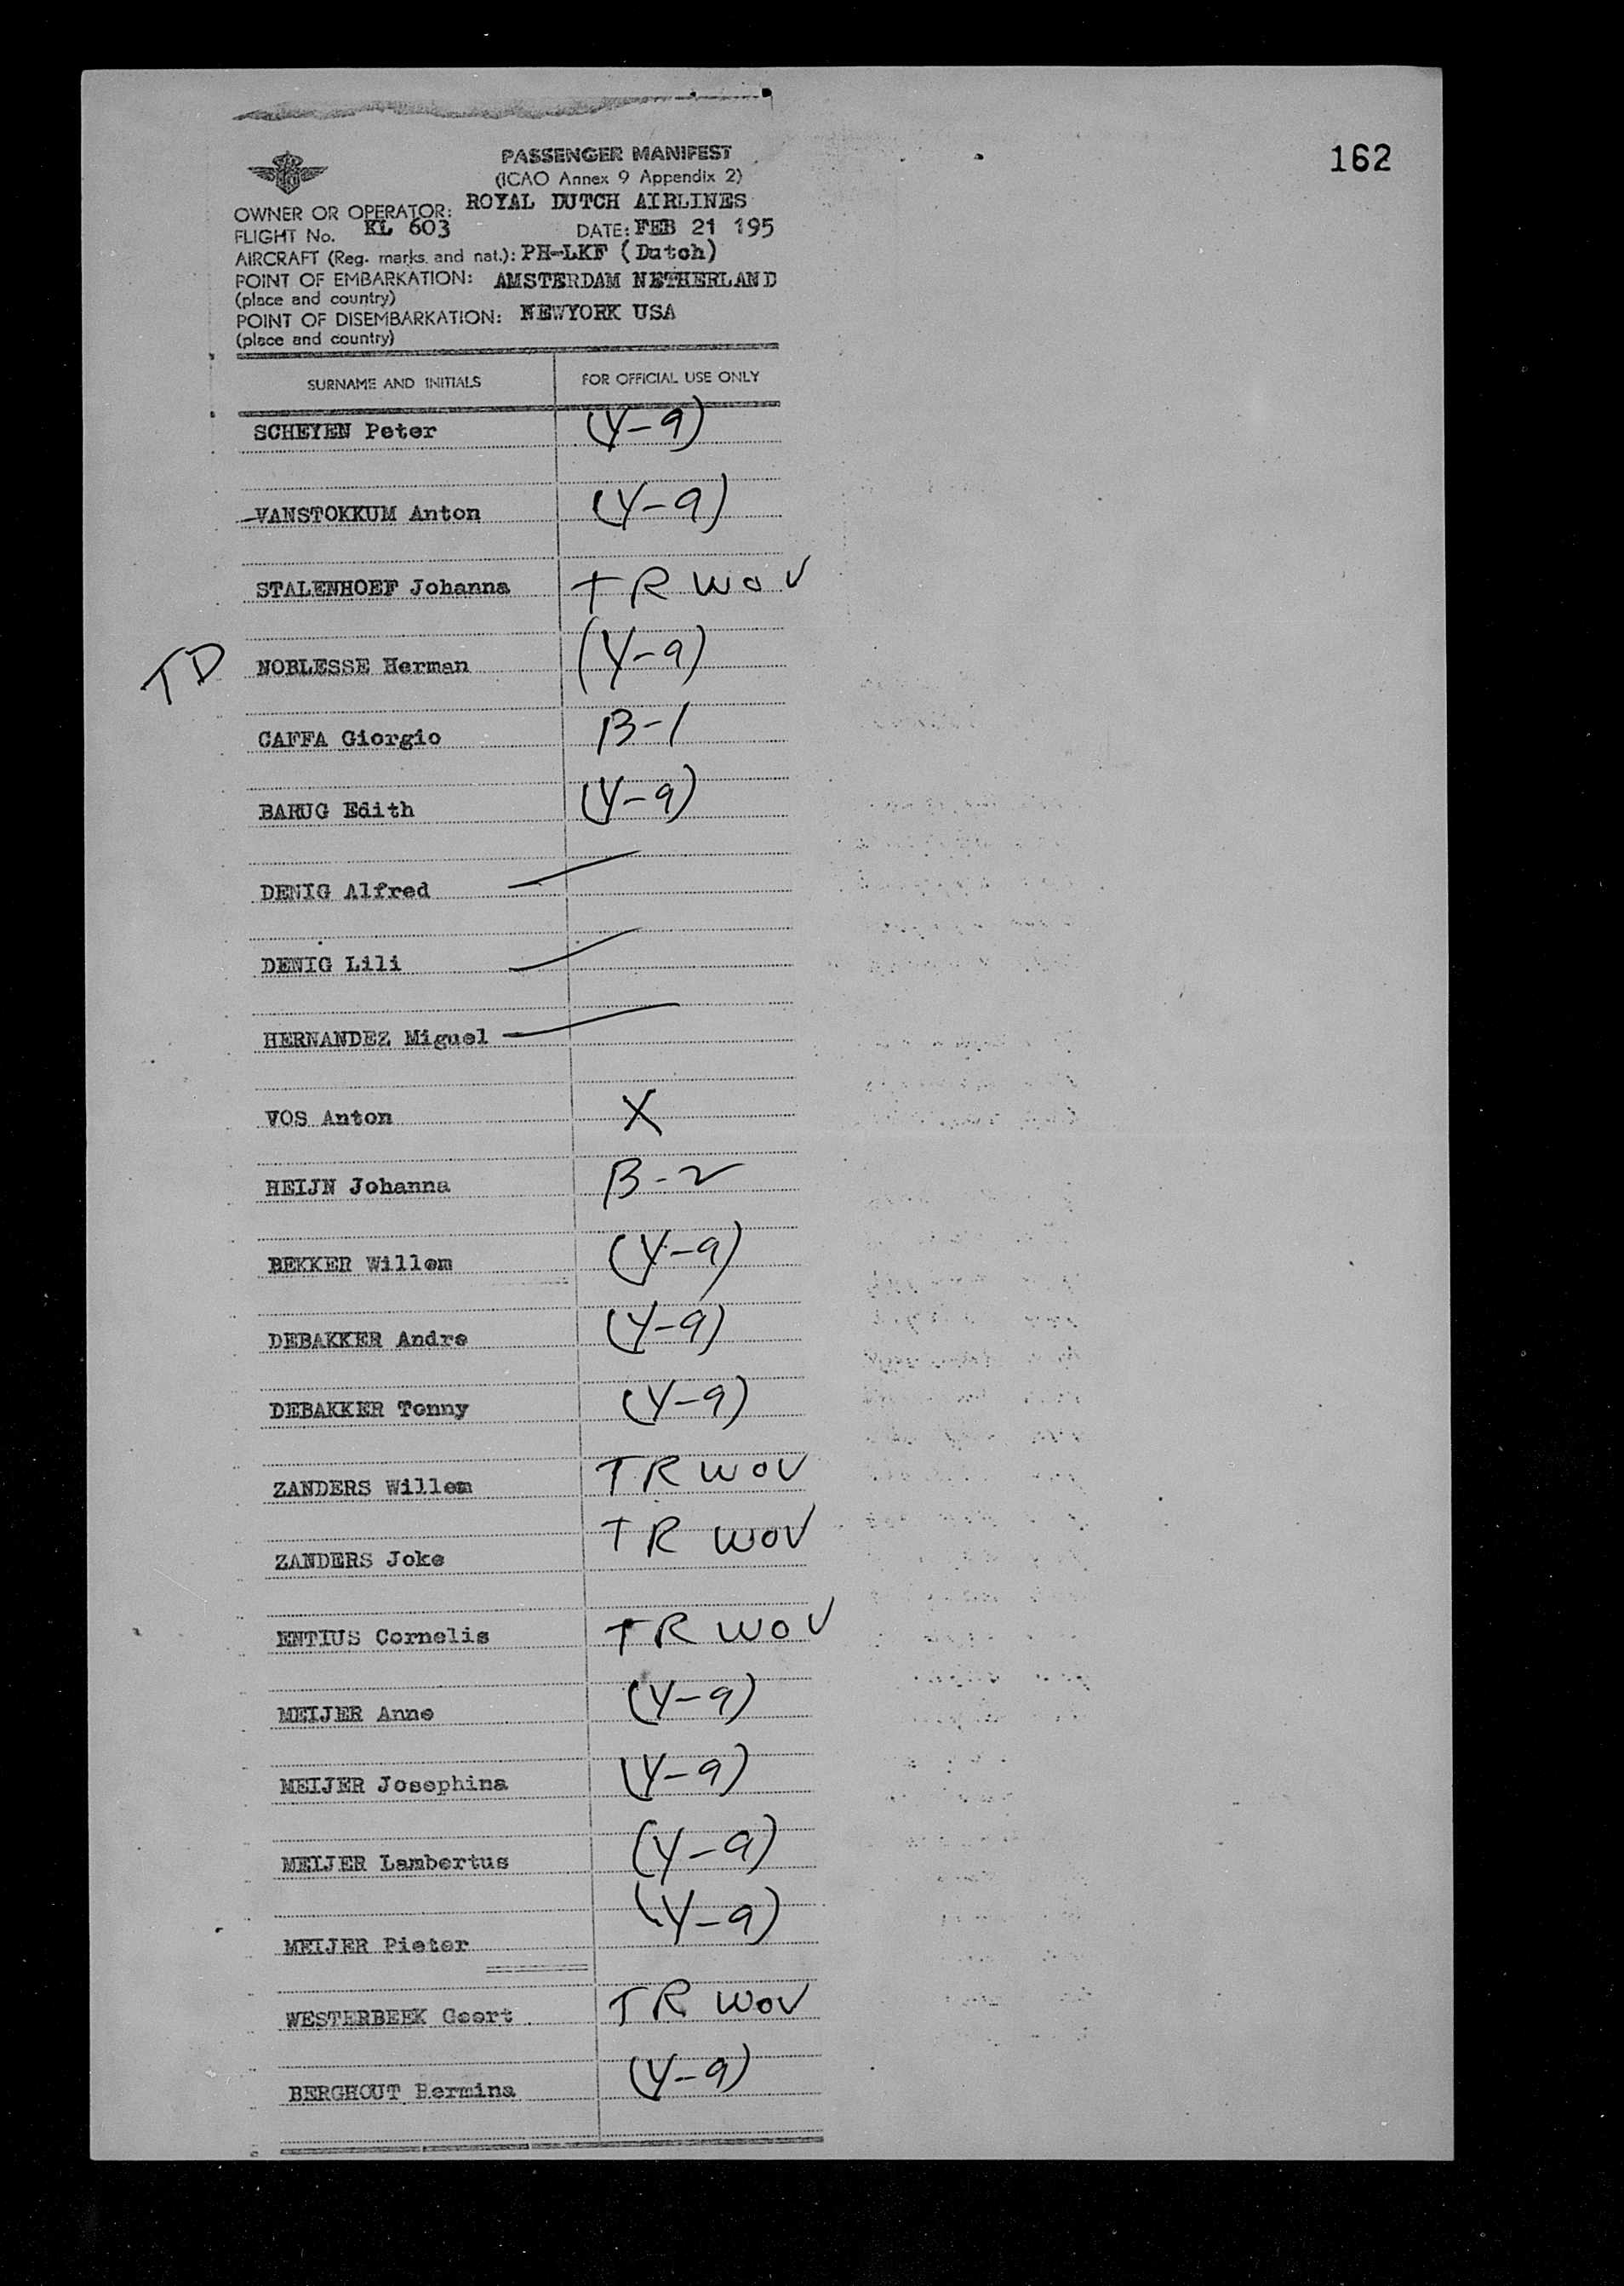 162
PASSENGER MANIFEST
(ICAO Annex 9 Appendix 2)
OWNER OR OPERATOR: ROYAL DUTCH AIRLINES
FLIGHT No. KL 603 DATE: FEB 21 195
AIRCRAFT (Reg. marks and nat.): PH-LKF (Dutch)
POINT OF EMBARKATION: AMSTERDAM NETHERLAND
(place and country)
POINT OF DISEMBARKATION: NEWYORK USA
(place and country)
SURNAME AND INITIALS FOR OFFICIAL USE ONLY
SCHEYEN Peter (Y-9)
VANSTOKKUM Anton (Y-9)
STALENHOEF Johanna TR WOV
TD NOBLESSE Herman (Y-9)
CAFFA Giorgio B-1
BARUG Edith (Y-9)
DENIG Alfred
DENIG Lili
HERNANDEZ Miguel
VOS Anton X
HEIJN Johanna B-2
BEKKER Willem (Y-9)
DEBAKKER Andre (Y-9)
DEBAKKER Tonny (Y-9)
ZANDERS Willem TR WOV
ZANDERS Joke TR WOV
ENTIUS Cornelis TR WOV
MEIJER Anne (Y-9)
MEIJER Josephina (Y-9)
MEIJER Lambertus (Y-9)
MEIJER Pieter (Y-9)
WESTERBEEK Geert TR WOV
BERGHOUT Hermina (Y-9)